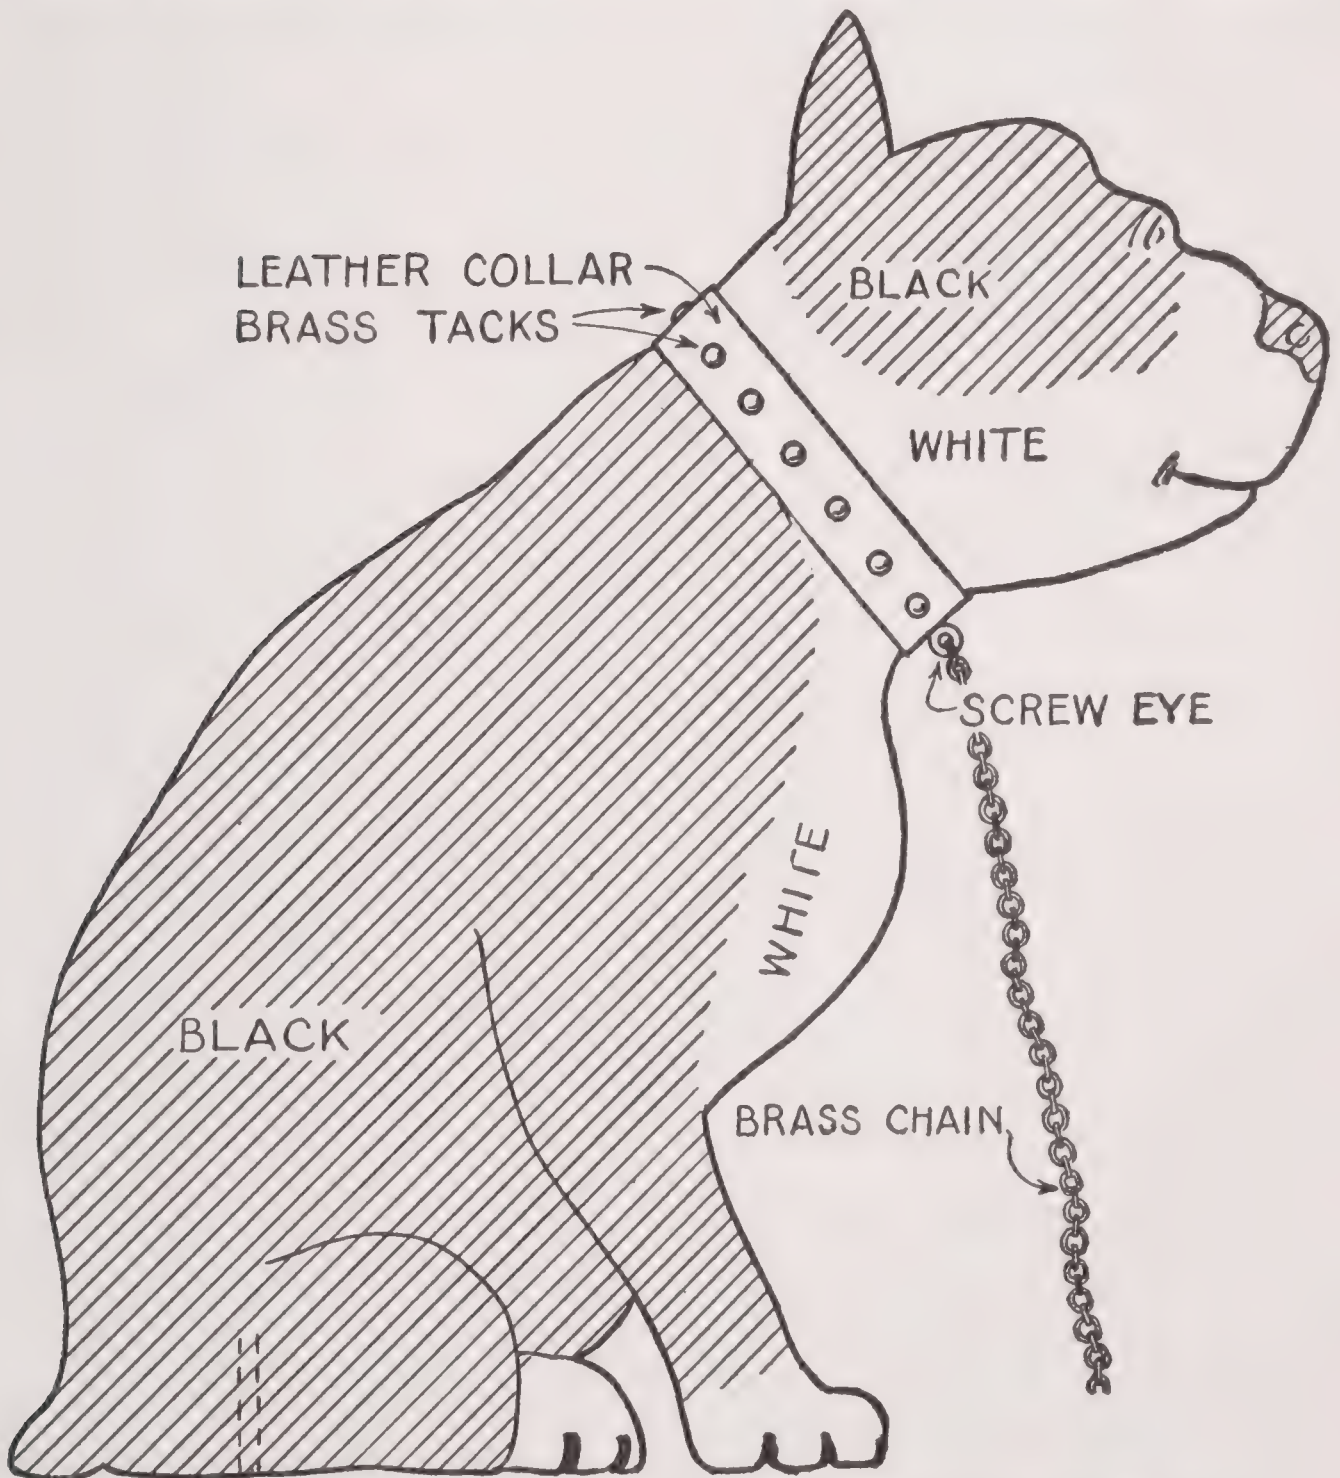 LEATHER COLLAR
BRASS TACKS
BLACK
WHITE
SCREW EYE
WHITE
BLACK
BRASS CHAIN